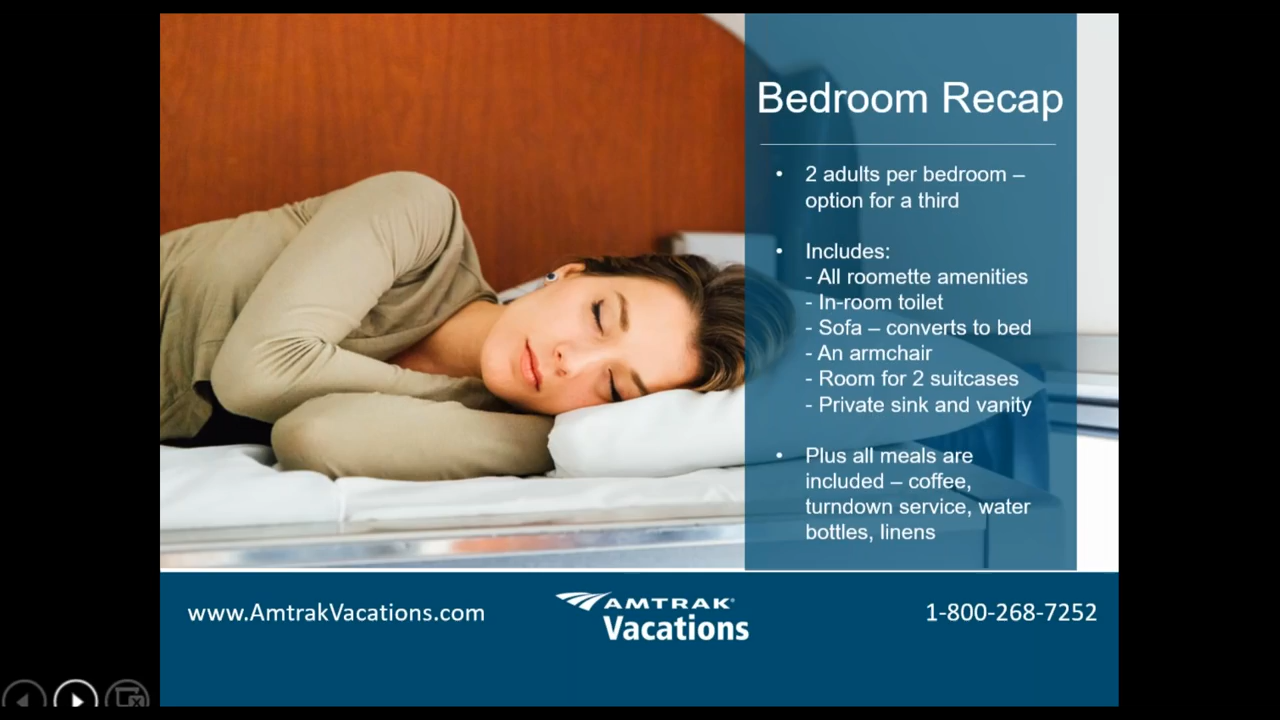 Bedroom Recap
• 2 adults per bedroom –
option for a third
• Includes:
- All roomette amenities
- In-room toilet
- Sofa – converts to bed
- An armchair
- Room for 2 suitcases
- Private sink and vanity
• Plus all meals are
included – coffee,
turndown service, water
bottles, linens
www.AmtrakVacations.com
AMTRAK®
Vacations
1-800-268-7252